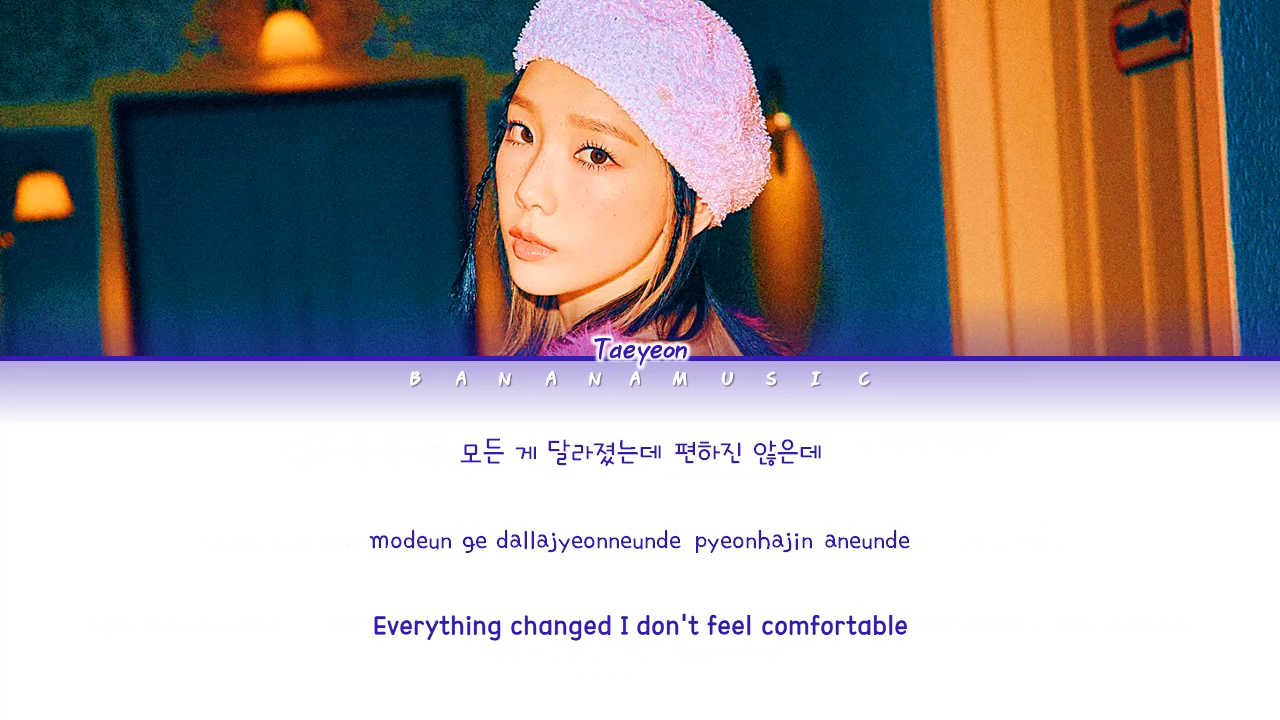 Taeyeon
BANANAMUSIC
모든 게 달라졌는데 편하진 않은데
modeun ge dallajyeonneunde pyeonhajin aneunde
Everything changed I don't feel comfortable